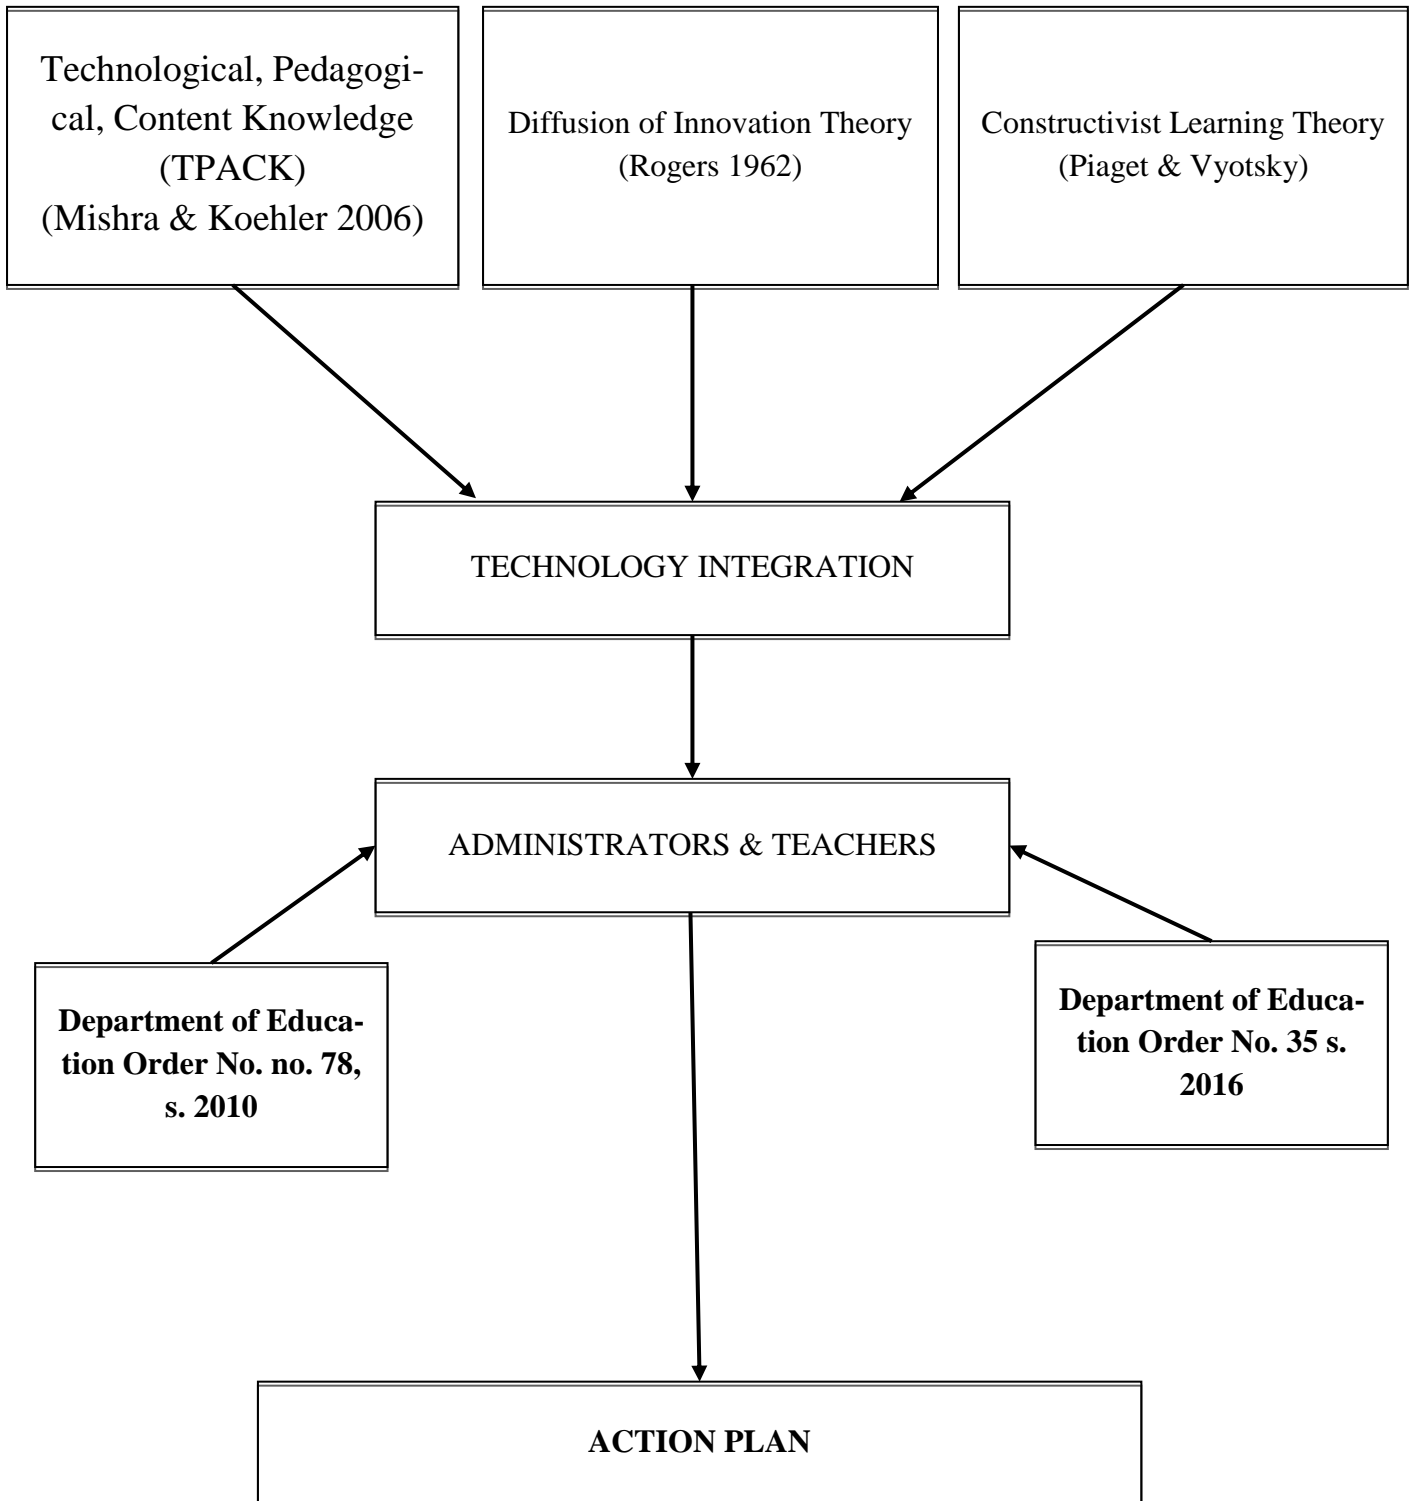 Technological, Pedagogi-
cal, Content Knowledge
(TPACK)
(Mishra & Koehler 2006)
Diffusion of Innovation Theory
(Rogers 1962)
Constructivist Learning Theory
(Piaget & Vyotsky)
TECHNOLOGY INTEGRATION
ADMINISTRATORS & TEACHERS
Department of Educa-
tion Order No. no. 78,
s. 2010
Department of Educa-
tion Order No. 35 s.
2016
ACTION PLAN